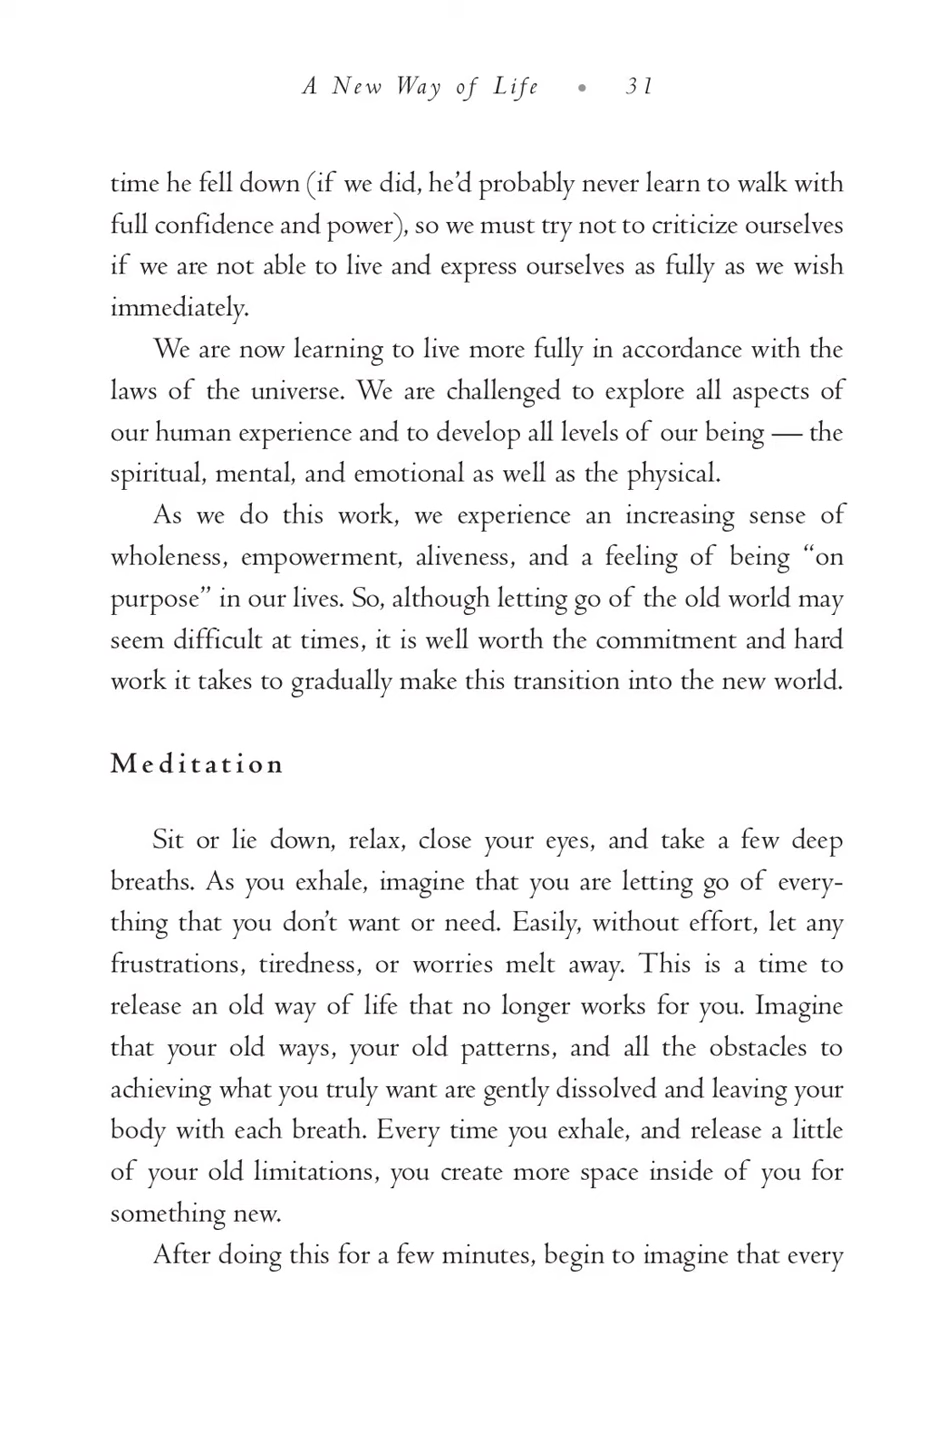 A New Way of Life • 31
time he fell down (if we did, he’d probably never learn to walk with
full confidence and power), so we must try not to criticize ourselves
if we are not able to live and express ourselves as fully as we wish
immediately.
We are now learning to live more fully in accordance with the
laws of the universe. We are challenged to explore all aspects of
our human experience and to develop all levels of our being — the
spiritual, mental, and emotional as well as the physical.
As we do this work, we experience an increasing sense of
wholeness, empowerment, aliveness, and a feeling of being “on
purpose” in our lives. So, although letting go of the old world may
seem difficult at times, it is well worth the commitment and hard
work it takes to gradually make this transition into the new world.
Meditation
Sit or lie down, relax, close your eyes, and take a few deep
breaths. As you exhale, imagine that you are letting go of every-
thing that you don’t want or need. Easily, without effort, let any
frustrations, tiredness, or worries melt away. This is a time to
release an old way of life that no longer works for you. Imagine
that your old ways, your old patterns, and all the obstacles to
achieving what you truly want are gently dissolved and leaving your
body with each breath. Every time you exhale, and release a little
of your old limitations, you create more space inside of you for
something new.
After doing this for a few minutes, begin to imagine that every